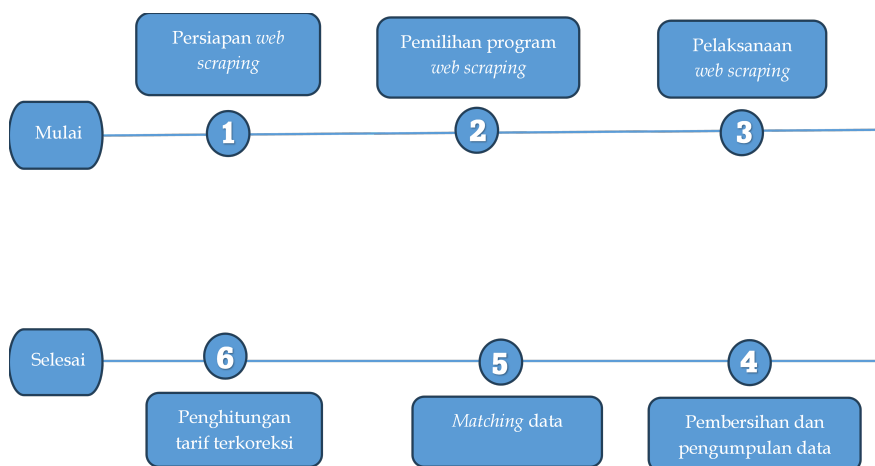 Persiapan web
scraping
Pemilihan program
web scraping
Pelaksanaan
web scraping
Mulai
1
2
3
Selesai
6
5
4
Penghitungan
tarif terkoreksi
Matching data
Pembersihan dan
pengumpulan data